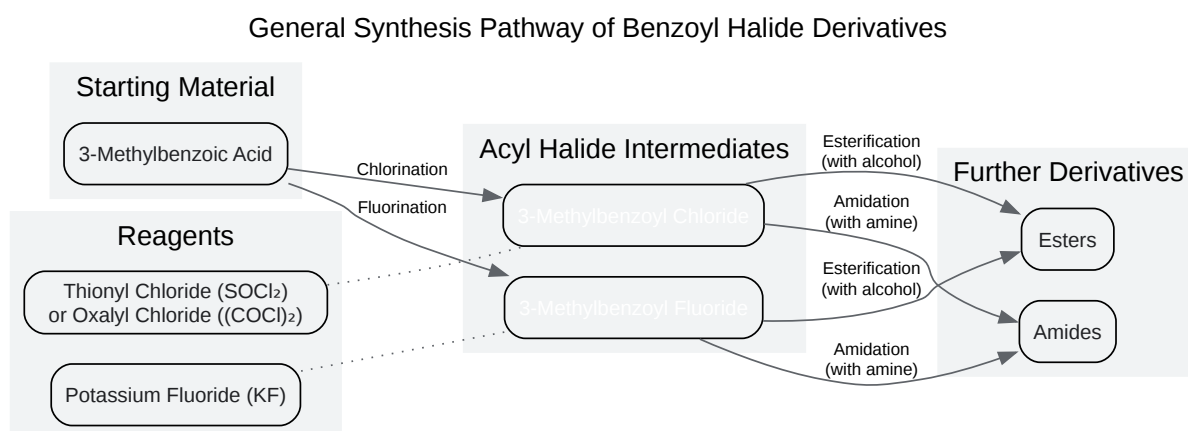 General Synthesis Pathway of Benzoyl Halide Derivatives
Starting Material
3-Methylbenzoic Acid
Reagents
Thionyl Chloride (SOCl₂)
or Oxalyl Chloride ((COCl)₂)
Potassium Fluoride (KF)
Chlorination
Fluorination
Acyl Halide Intermediates
3-Methylbenzoyl Chloride
3-Methylbenzoyl Fluoride
Esterification
(with alcohol)
Amidation
(with amine)
Esterification
(with alcohol)
Amidation
(with amine)
Further Derivatives
Esters
Amides